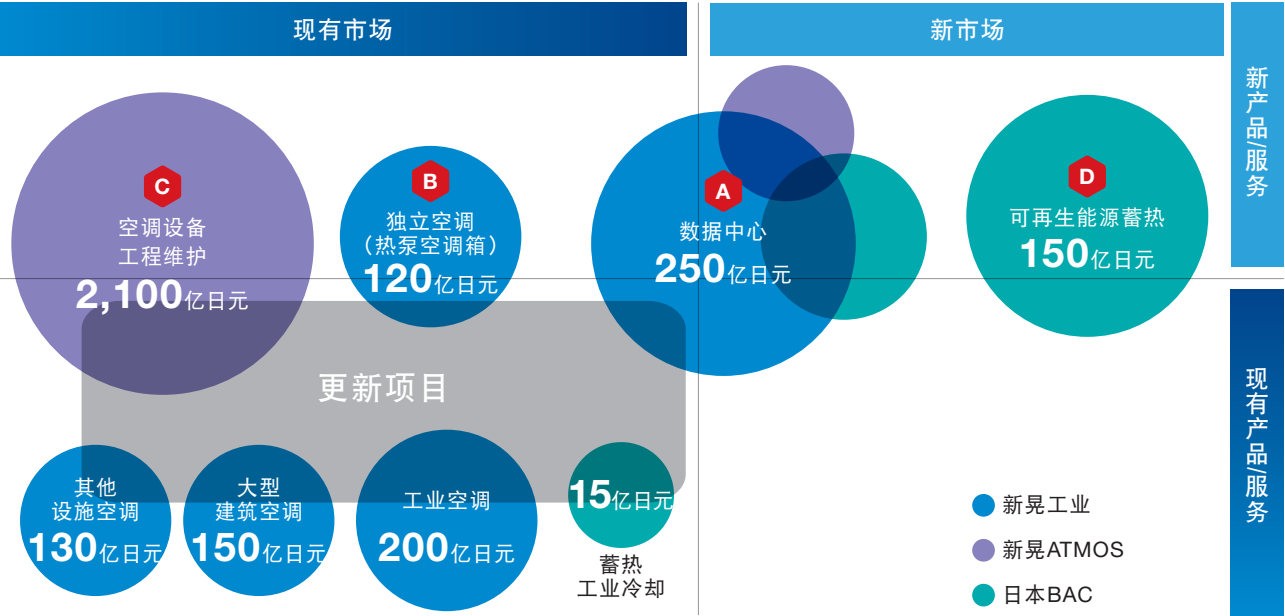 现有市场
新市场
新产品/服务
C
空调设备
工程维护
2,100亿日元
B
独立空调
（热泵空调箱）
120亿日元
A
数据中心
250亿日元
D
可再生能源蓄热
150亿日元
更新项目
现有产品/服务
其他
设施空调
130亿日元
大型
建筑空调
150亿日元
工业空调
200亿日元
15亿日元
蓄热
工业冷却
新晃工业
新晃ATMOS
日本BAC